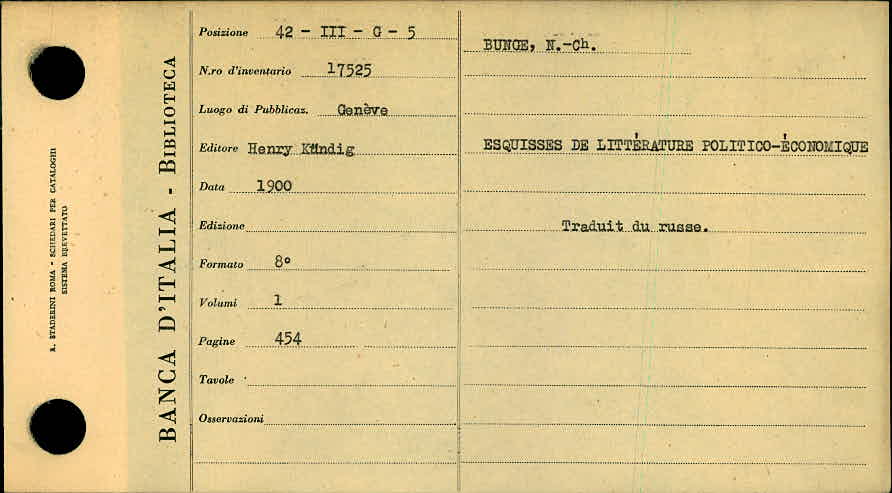 R. STADERINI ROMA - SCHEDARI PER CATALOGHI
SISTEMA BREVETTATO
BANCA D'ITALIA - BIBLIOTECA
Posizione 42 - III - G - 5
N.ro d'inventario 17525
Luogo di Pubblicaz. Genève
Editore Henry Kündig
Data 1900
Edizione
Formato 8°
Volumi 1
Pagine 454
Tavole
Osservazioni
BUNGE, N.-Ch.
ESQUISSES DE LITTÉRATURE POLITICO-ÉCONOMIQUE
Traduit du russe.